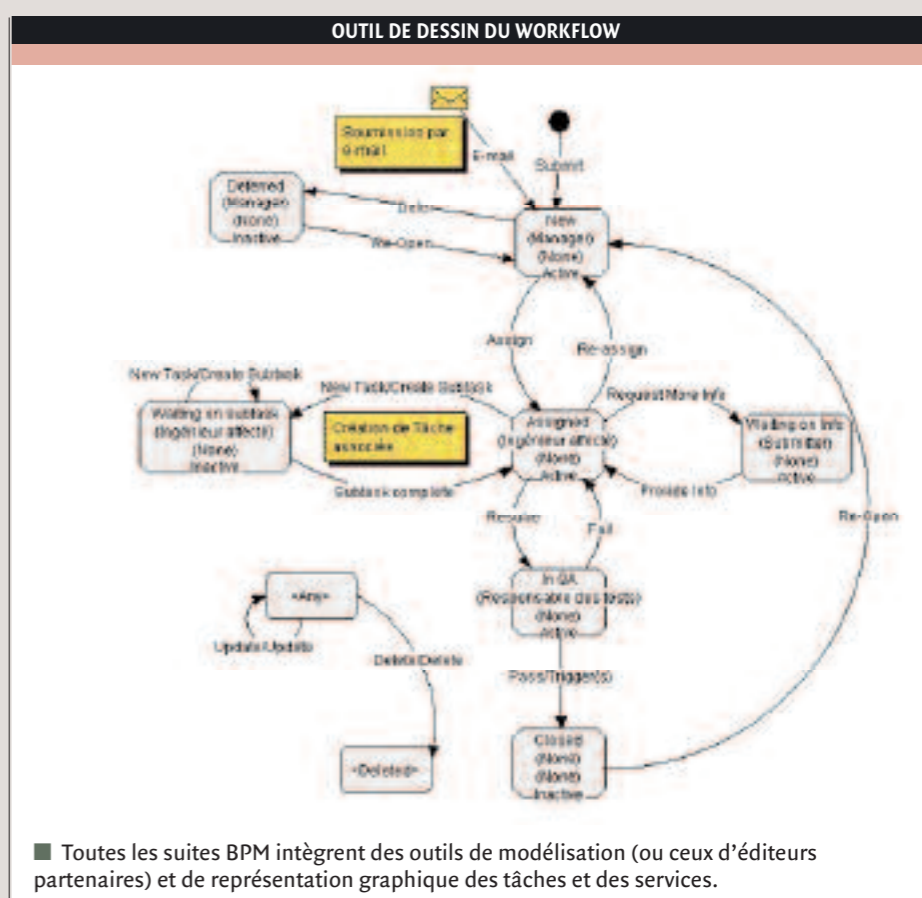 OUTIL DE DESSIN DU WORKFLOW
Soumission par
e-mail
E-mail
Submit
Deferred
(Manager)
(None)
Inactive
Defer
Re-Open
New
(Manager)
(None)
Active
Assign
Re-assign
New Task/Create Subtask
New Task/Create Subtask
Request More Info
Waiting on subtask
(Ingénieur affecté)
(None)
Inactive
Création de Tâche
associée
Assigned
(Ingénieur affecté)
(None)
Active
Waiting on Info
(Submitter)
(None)
Active
Subtask complete
Provide Info
Resolve
Fail
Re-Open
In QA
(Responsable des tests)
(None)
Active
<Any>
Update/Update
Delete/Delete
Pass/Trigger(s)
<Deleted>
Closed
(None)
(None)
Inactive
Toutes les suites BPM intègrent des outils de modélisation (ou ceux d'éditeurs
partenaires) et de représentation graphique des tâches et des services.